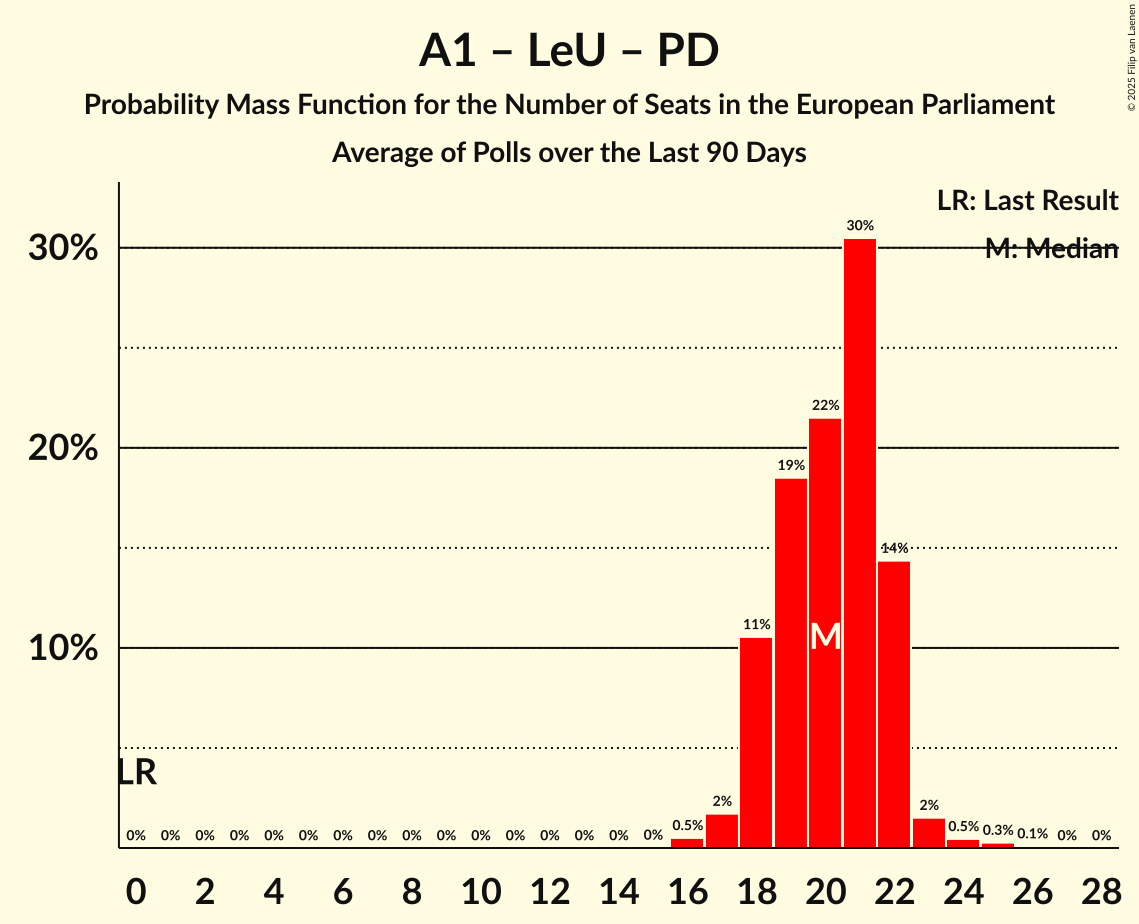 A1 – LeU – PD
Probability Mass Function for the Number of Seats in the European Parliament
Average of Polls over the Last 90 Days
© 2025 Filip van Laenen
LR: Last Result
M: Median
30%
20%
10%
30%
22%
19%
14%
11%
M
LR
0% 0% 0% 0% 0% 0% 0% 0% 0% 0% 0% 0% 0% 0% 0% 0% 0.5% 2% 2% 0.5% 0.3% 0.1% 0% 0%
0 2 4 6 8 10 12 14 16 18 20 22 24 26 28